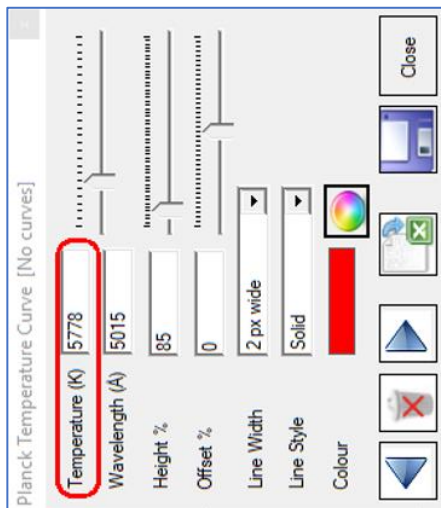 Planck Temperature Curve [No curves]
Temperature (K) 5778
Wavelength (Å) 5015
Height % 85
Offset % 0
Line Width 2 px wide
Line Style Solid
Colour
Close